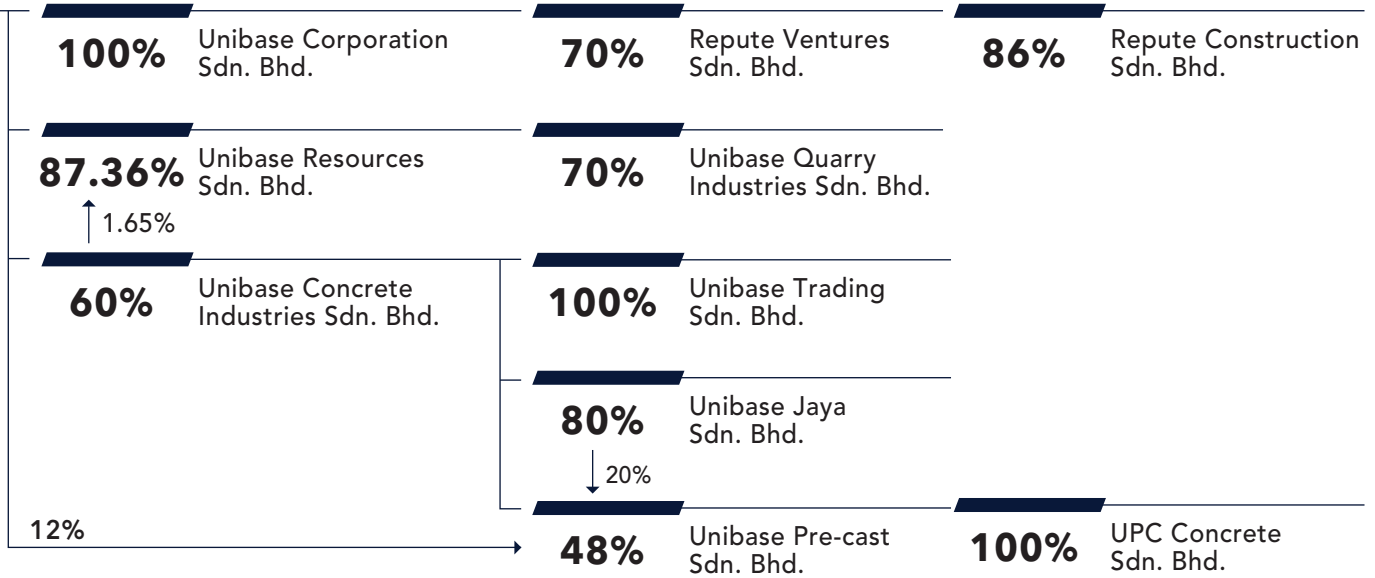 100%
Unibase Corporation
Sdn. Bhd.
70%
Repute Ventures
Sdn. Bhd.
86%
Repute Construction
Sdn. Bhd.
87.36%
Unibase Resources
Sdn. Bhd.
70%
Unibase Quarry
Industries Sdn. Bhd.
1.65%
60%
Unibase Concrete
Industries Sdn. Bhd.
100%
Unibase Trading
Sdn. Bhd.
80%
Unibase Jaya
Sdn. Bhd.
20%
12%
48%
Unibase Pre-cast
Sdn. Bhd.
100%
UPC Concrete
Sdn. Bhd.